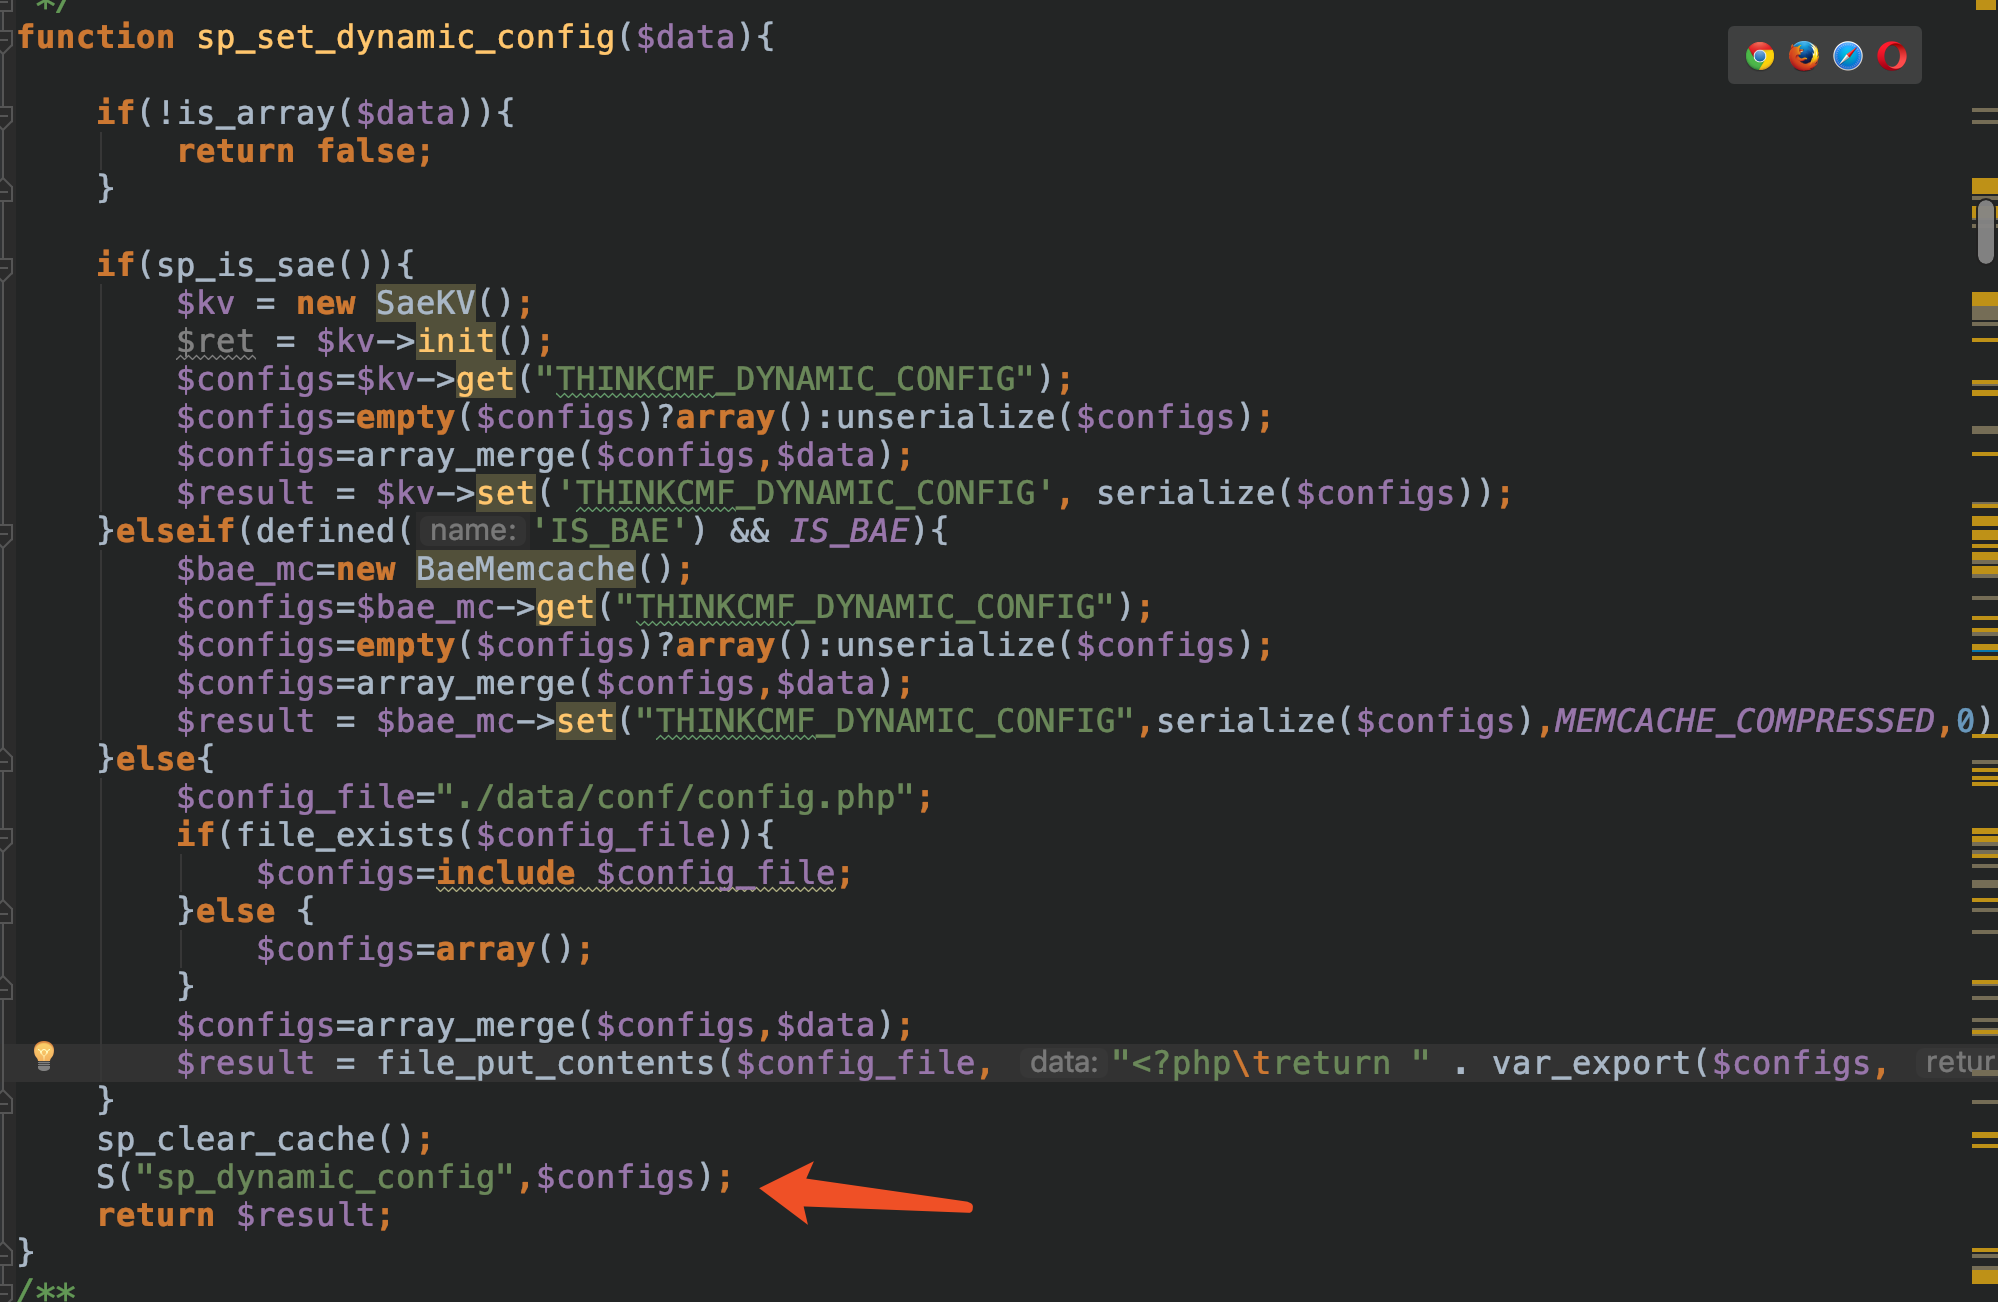 */
function sp_set_dynamic_config($data){
if(!is_array($data)){
return false;
}
if(sp_is_sae()){
$kv = new SaeKV();
$ret = $kv->init();
$configs=$kv->get("THINKCMF_DYNAMIC_CONFIG");
$configs=empty($configs)?array():unserialize($configs);
$configs=array_merge($configs,$data);
$result = $kv->set('THINKCMF_DYNAMIC_CONFIG', serialize($configs));
}elseif(defined( name: 'IS_BAE') && IS_BAE){
$bae_mc=new BaeMemcache();
$configs=$bae_mc->get("THINKCMF_DYNAMIC_CONFIG");
$configs=empty($configs)?array():unserialize($configs);
$configs=array_merge($configs,$data);
$result = $bae_mc->set("THINKCMF_DYNAMIC_CONFIG",serialize($configs),MEMCACHE_COMPRESSED,0)
}else{
$config_file="./data/conf/config.php";
if(file_exists($config_file)){
$configs=include $config_file;
}else {
$configs=array();
}
$configs=array_merge($configs,$data);
$result = file_put_contents($config_file, data: "<?php\treturn " . var_export($configs, retur
}
sp_clear_cache();
S("sp_dynamic_config",$configs);
return $result;
}
/**